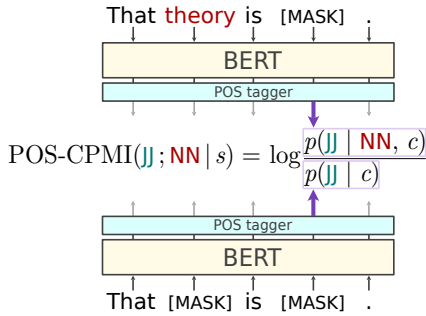 That theory is [MASK] .
BERT
POS tagger
POS-CPMI(JJ ; NN | s) = log p(JJ | NN, c)
p(JJ | c)
POS tagger
BERT
That [MASK] is [MASK] .